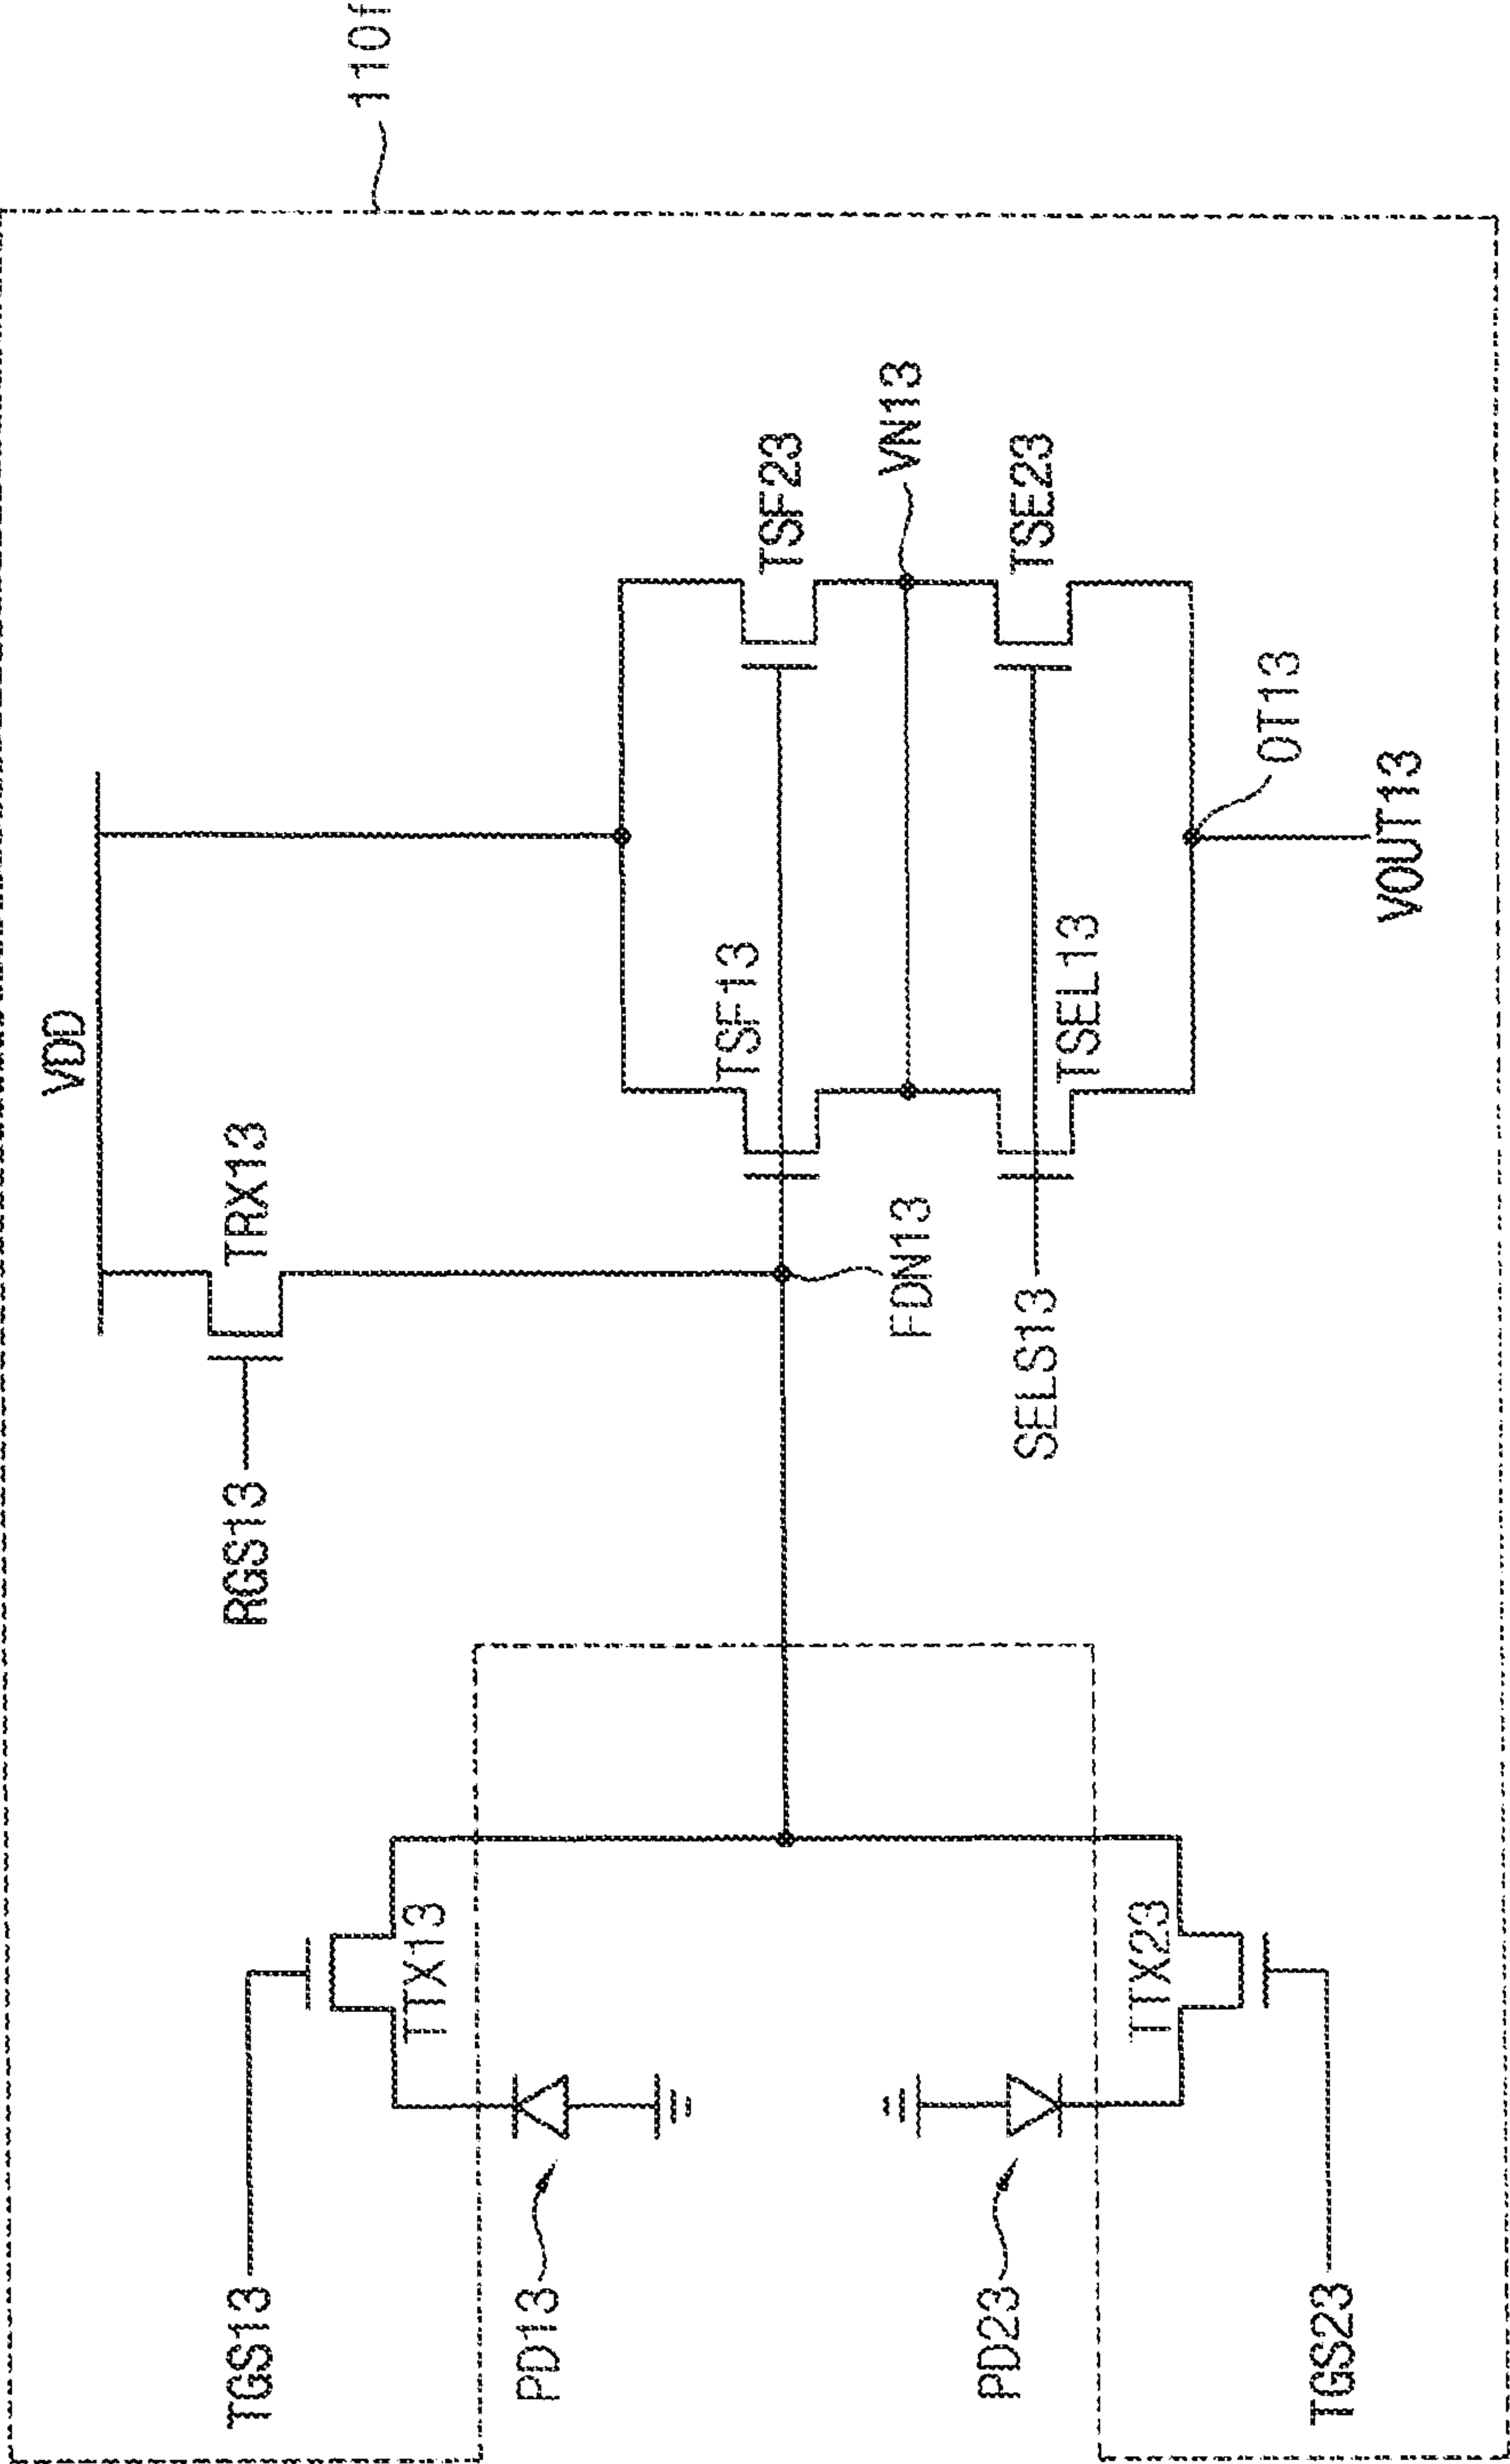 110f
VDD
TRX13
RGS13
TSF13
TSF23
VN13
FDN13
TSEL13
TSE23
SELS13
OT13
VOUT13
TGS13
TTX13
PD13
PD23
TTX23
TGS23